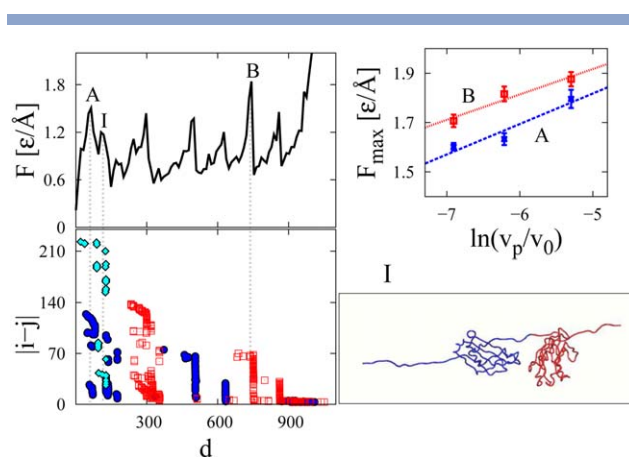 A
I
B
F [ε/Å]
1.8
1.2
0.6
0
|i−j|
210
140
70
0
300 600 900
d
F_max [ε/Å]
1.9
1.7
1.5
B
A
−7 −6 −5
ln(v_p/v_0)
I